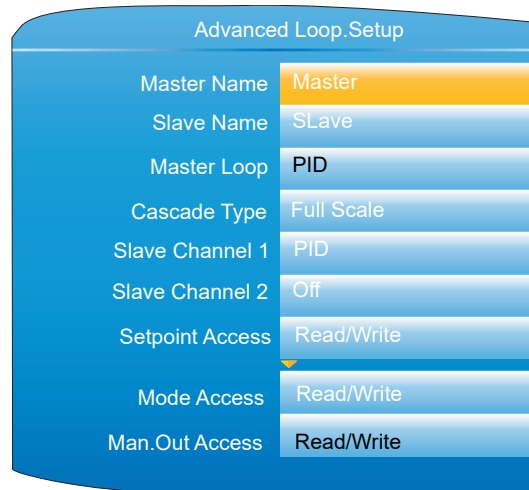 Advanced Loop.Setup
Master Name Master
Slave Name SLave
Master Loop PID
Cascade Type Full Scale
Slave Channel 1 PID
Slave Channel 2 Off
Setpoint Access Read/Write
Mode Access Read/Write
Man.Out Access Read/Write